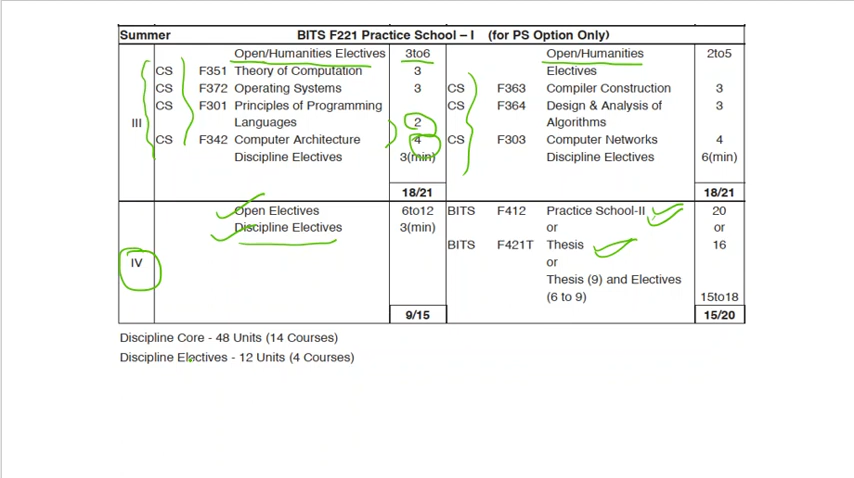 Summer BITS F221 Practice School – I (for PS Option Only)
Open/Humanities Electives 3to6 Open/Humanities 2to5
CS F351 Theory of Computation 3 Electives
CS F372 Operating Systems 3 CS F363 Compiler Construction 3
CS F301 Principles of Programming CS F364 Design & Analysis of 3
III Languages 2 Algorithms
CS F342 Computer Architecture 4 CS F303 Computer Networks 4
Discipline Electives 3(min) Discipline Electives 6(min)
18/21 18/21
Open Electives 6to12 BITS F412 Practice School-II 20
Discipline Electives 3(min) or or
BITS F421T Thesis 16
IV or
Thesis (9) and Electives
(6 to 9) 15to18
9/15 15/20
Discipline Core - 48 Units (14 Courses)
Discipline Electives - 12 Units (4 Courses)